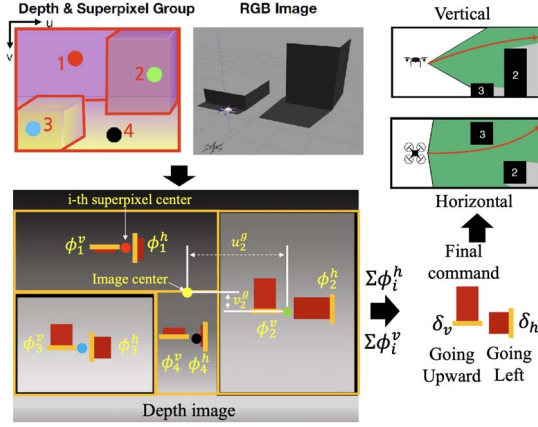 Depth & Superpixel Group
RGB Image
Vertical
u
v
1
2
3
4
2
3
3
2
Horizontal
i-th superpixel center
ϕ₁ᵛ
ϕ₁ʰ
u₂ᵍ
Image center
v₂ᵍ
ϕ₂ʰ
ϕ₂ᵛ
ϕ₃ᵛ
ϕ₃ʰ
ϕ₄ᵛ
ϕ₄ʰ
Depth image
Σϕᵢʰ
Σϕᵢᵛ
Final
command
δᵥ
δₕ
Going
Upward
Going
Left